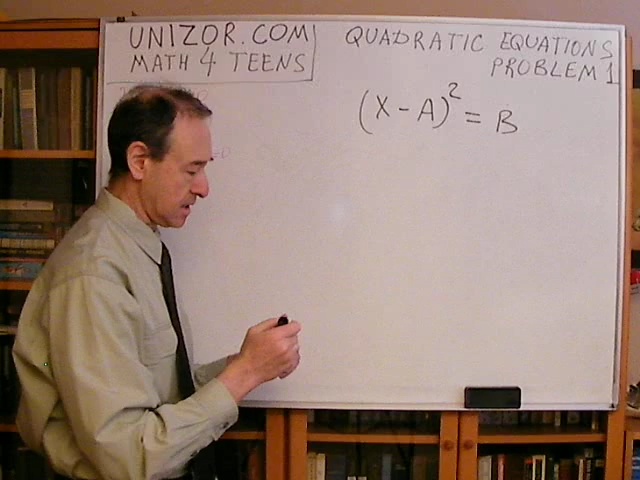 UNIZOR.COM
MATH 4 TEENS
QUADRATIC EQUATIONS
PROBLEM 1
(X - A)² = B